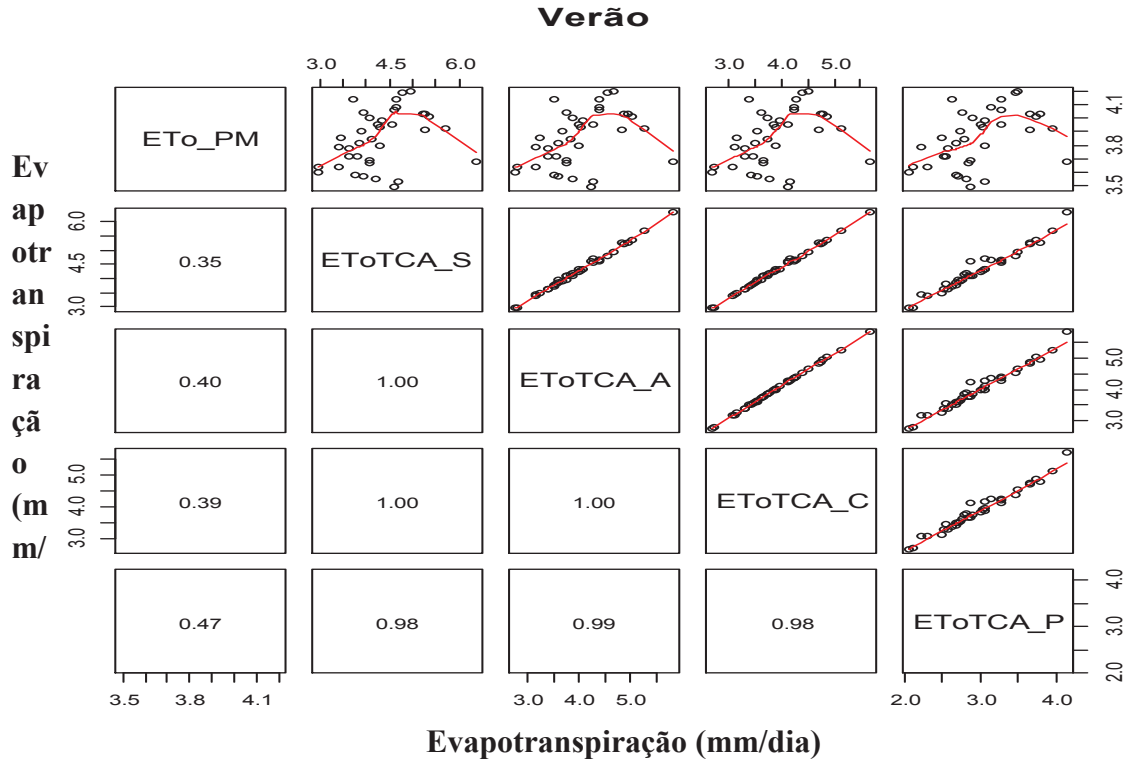 Verão
3.0 4.5 6.0
3.0 4.0 5.0
ETo_PM
3.5 3.8 4.1
Ev
ap
otr
an
spi
ra
çã
o
(m
m/
3.0 4.5 6.0
0.35
EToTCA_S
0.40
1.00
EToTCA_A
3.0 4.0 5.0
3.0 4.0 5.0
0.39
1.00
1.00
EToTCA_C
0.47
0.98
0.99
0.98
EToTCA_P
2.0 3.0 4.0
3.5 3.8 4.1
3.0 4.0 5.0
2.0 3.0 4.0
Evapotranspiração (mm/dia)